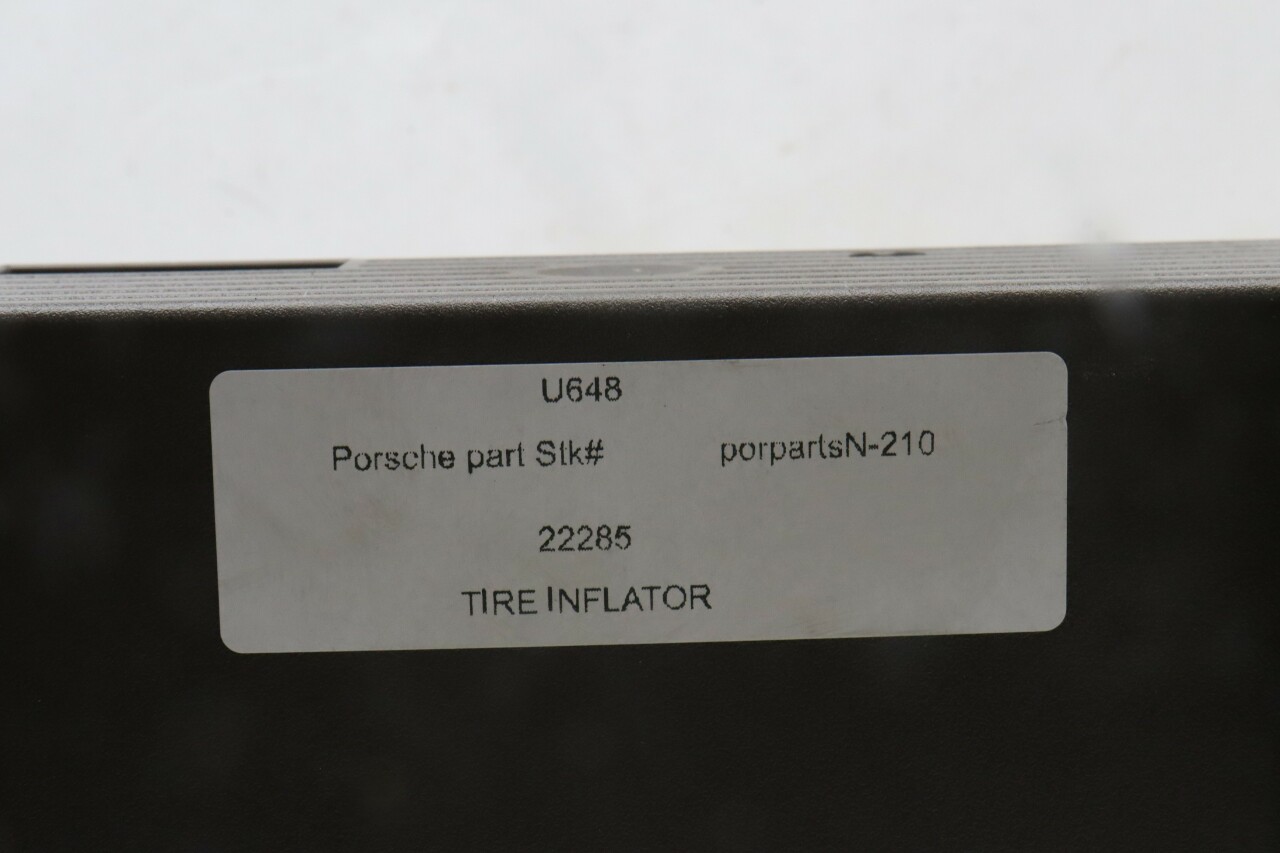 U648
Porsche part Stk# porpartsN-210
22285
TIRE INFLATOR